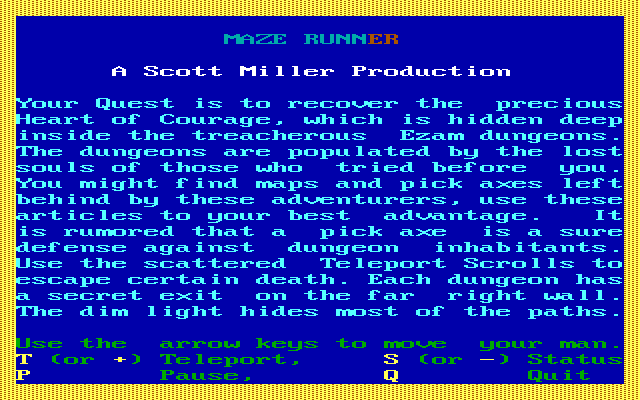 MAZE RUNNER
A Scott Miller Production
Your Quest is to recover the precious
Heart of Courage, which is hidden deep
inside the treacherous Ezam dungeons.
The dungeons are populated by the lost
souls of those who tried before you.
You might find maps and pick axes left
behind by these adventurers, use these
articles to your best advantage. It
is rumored that a pick axe is a sure
defense against dungeon inhabitants.
Use the scattered Teleport Scrolls to
escape certain death. Each dungeon has
a secret exit on the far right wall.
The dim light hides most of the paths.
Use the arrow keys to move your man.
T (or +) Teleport, S (or -) Status
P Pause, Q Quit